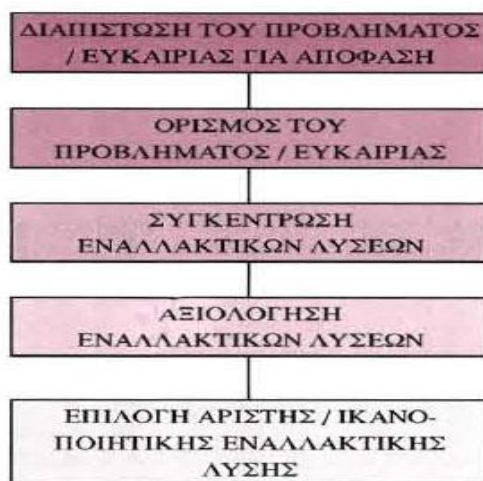 ΔΙΑΠΙΣΤΩΣΗ ΤΟΥ ΠΡΟΒΛΗΜΑΤΟΣ
/ ΕΥΚΑΙΡΙΑΣ ΓΙΑ ΑΠΟΦΑΣΗ
ΟΡΙΣΜΟΣ ΤΟΥ
ΠΡΟΒΛΗΜΑΤΟΣ / ΕΥΚΑΙΡΙΑΣ
ΣΥΓΚΕΝΤΡΩΣΗ
ΕΝΑΛΛΑΚΤΙΚΩΝ ΛΥΣΕΩΝ
ΑΞΙΟΛΟΓΗΣΗ
ΕΝΑΛΛΑΚΤΙΚΩΝ ΛΥΣΕΩΝ
ΕΠΙΛΟΓΗ ΑΡΙΣΤΗΣ / ΙΚΑΝΟ-
ΠΟΙΗΤΙΚΗΣ ΕΝΑΛΛΑΚΤΙΚΗΣ
ΛΥΣΗΣ